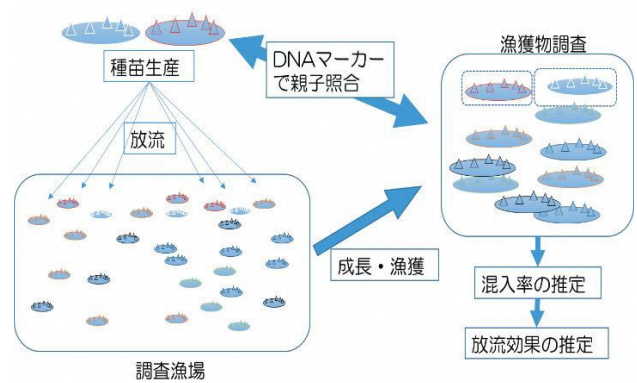 種苗生産
放流
DNAマーカー
で親子照合
漁獲物調査
成長・漁獲
調査漁場
混入率の推定
放流効果の推定